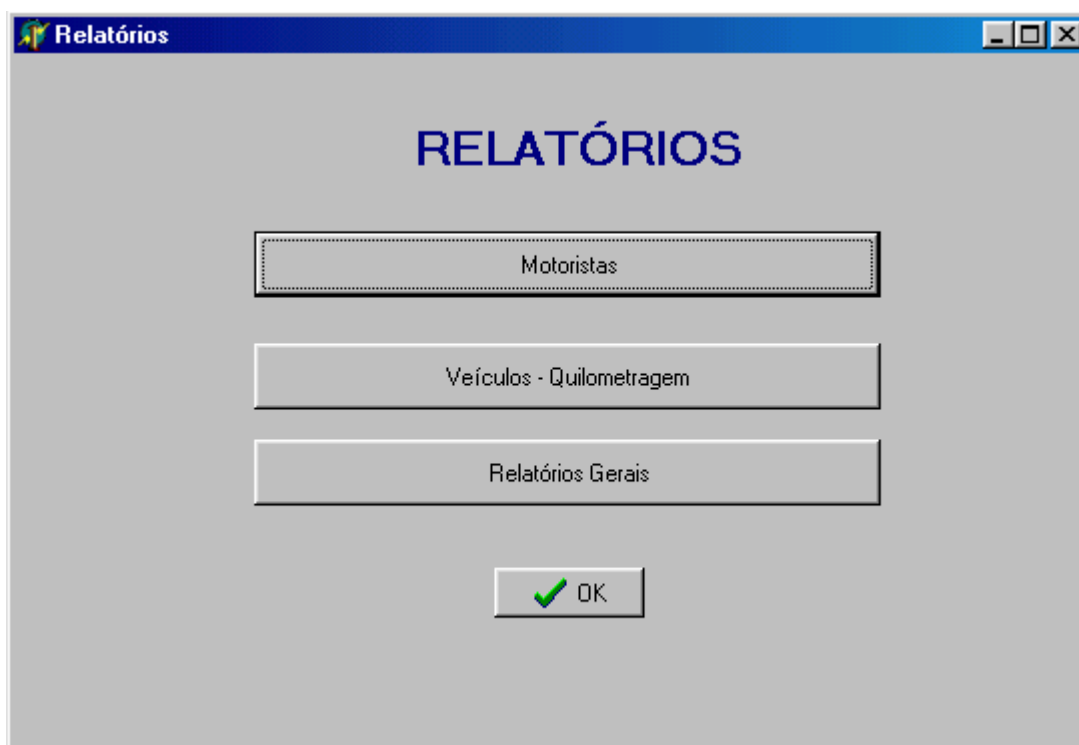 Relatórios
RELATÓRIOS
Motoristas
Veículos - Quilometragem
Relatórios Gerais
OK